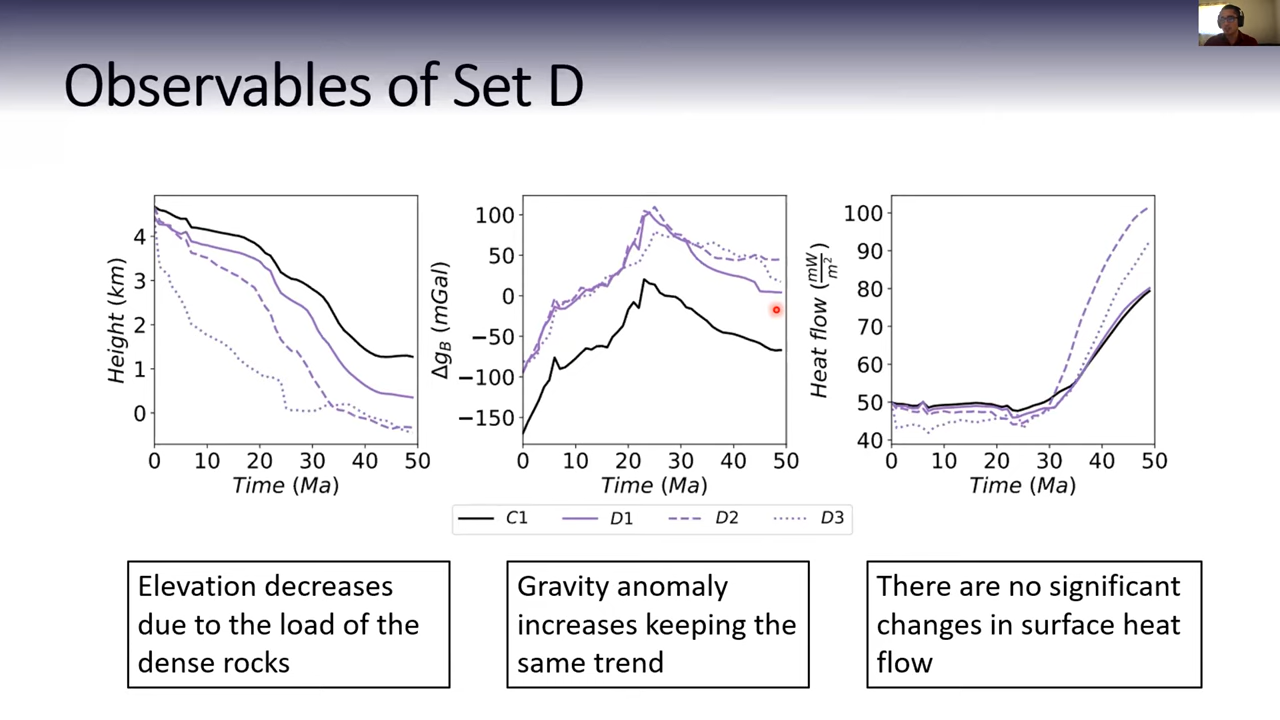 Observables of Set D
Height (km)
4
3
2
1
0
0 10 20 30 40 50
Time (Ma)
Δg_B (mGal)
100
50
0
−50
−100
−150
0 10 20 30 40 50
Time (Ma)
Heat flow (mW/m²)
100
90
80
70
60
50
40
0 10 20 30 40 50
Time (Ma)
C1 D1 D2 D3
Elevation decreases
due to the load of the
dense rocks
Gravity anomaly
increases keeping the
same trend
There are no significant
changes in surface heat
flow